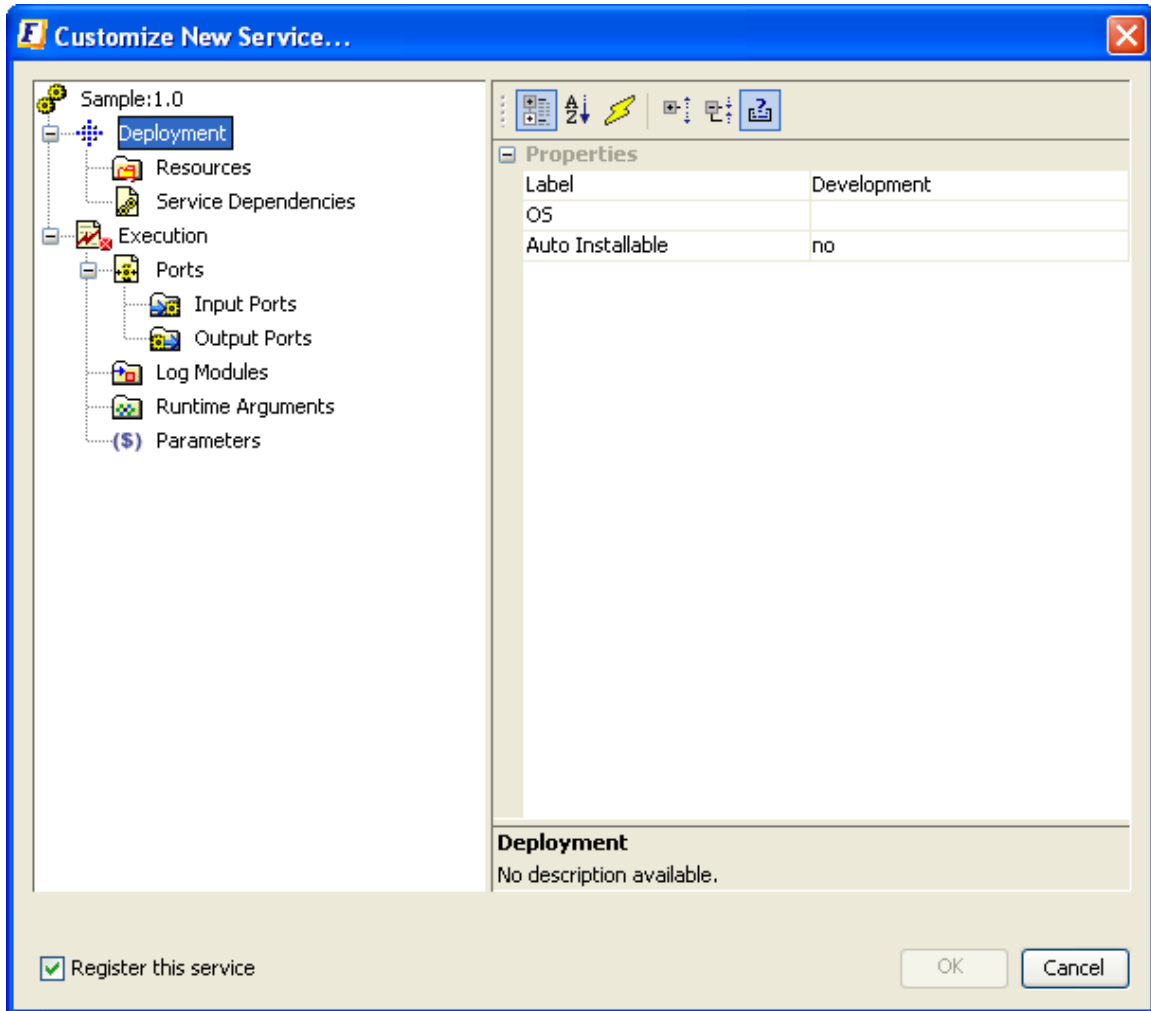 Customize New Service...
Sample:1.0
Deployment
Resources
Service Dependencies
Execution
Ports
Input Ports
Output Ports
Log Modules
Runtime Arguments
($) Parameters
Properties
Label Development
OS
Auto Installable no
Deployment
No description available.
Register this service
OK Cancel